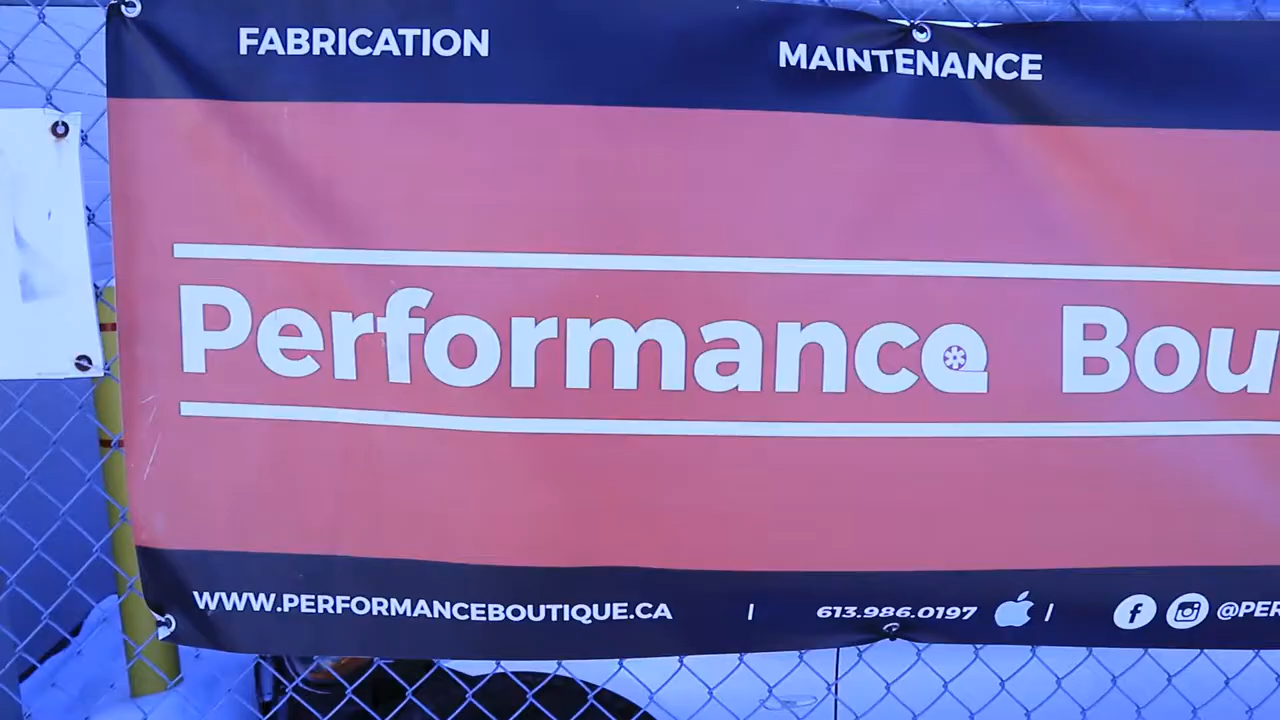 FABRICATION MAINTENANCE
Performance Bou
WWW.PERFORMANCEBOUTIQUE.CA | 613.986.0197 | @PER